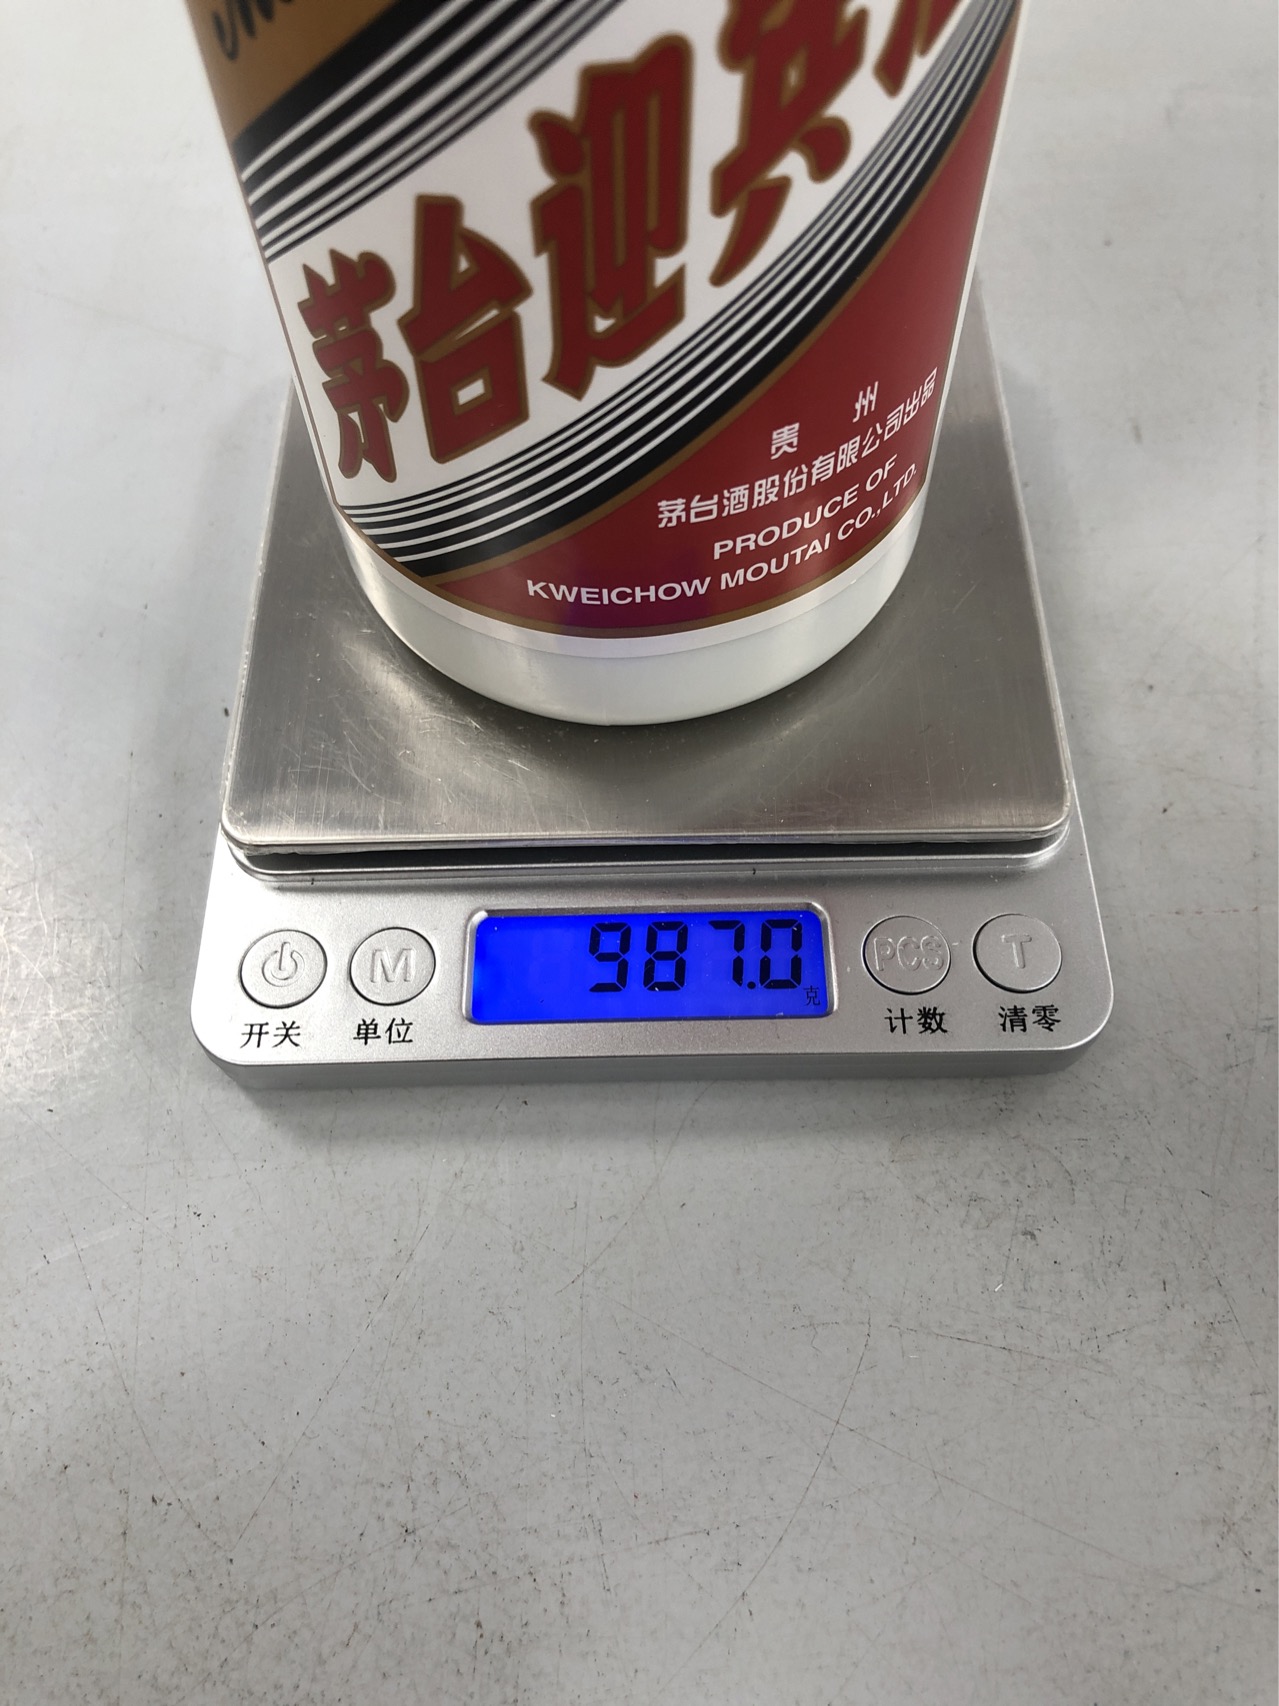 茅台迎兵
贵 州
茅台酒股份有限公司出品
PRODUCE OF
KWEICHOW MOUTAI CO.,LTD.
987.0
克
M
PCS
T
开关
单位
计数
清零